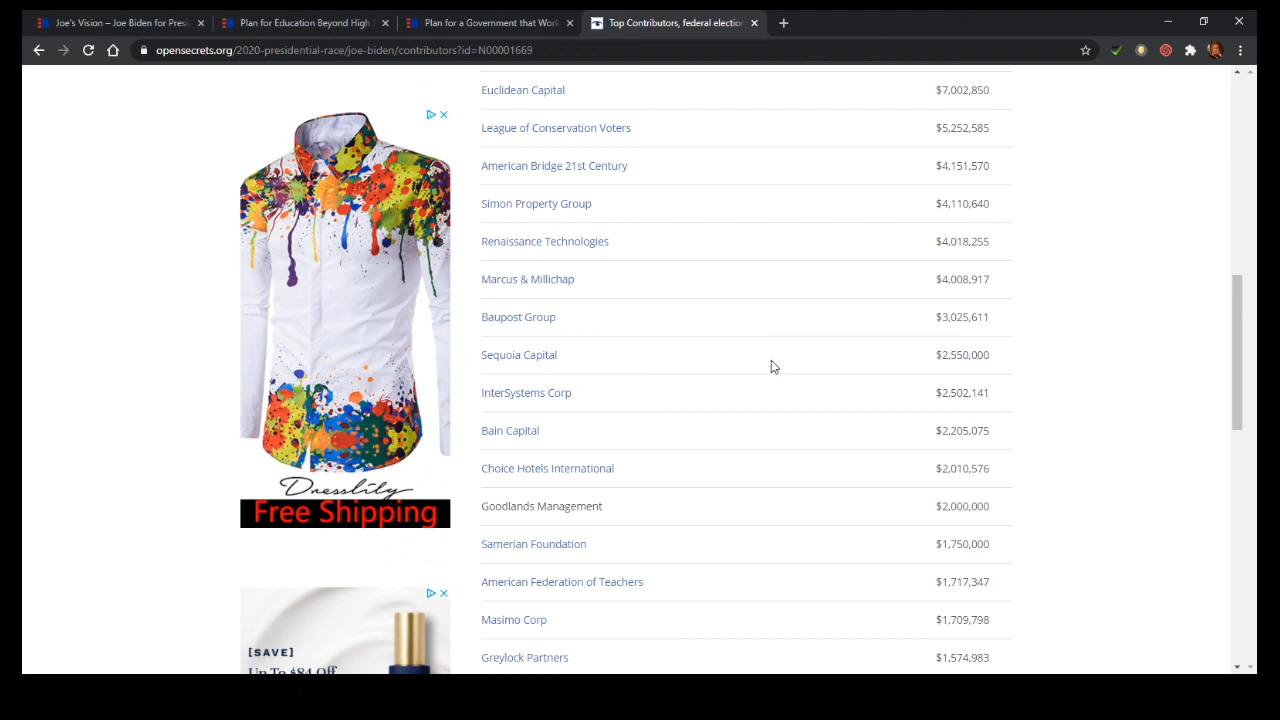 Joe's Vision – Joe Biden for Presi
Plan for Education Beyond High S
Plan for a Government that Work
Top Contributors, federal election
opensecrets.org/2020-presidential-race/joe-biden/contributors?id=N00001669
Euclidean Capital $7,002,850
League of Conservation Voters $5,252,585
American Bridge 21st Century $4,151,570
Simon Property Group $4,110,640
Renaissance Technologies $4,018,255
Marcus & Millichap $4,008,917
Baupost Group $3,025,611
Sequoia Capital $2,550,000
InterSystems Corp $2,502,141
Bain Capital $2,205,075
Choice Hotels International $2,010,576
Goodlands Management $2,000,000
Samerian Foundation $1,750,000
American Federation of Teachers $1,717,347
Masimo Corp $1,709,798
Greylock Partners $1,574,983
Dresslily
Free Shipping
[SAVE]
Up To $84 Off